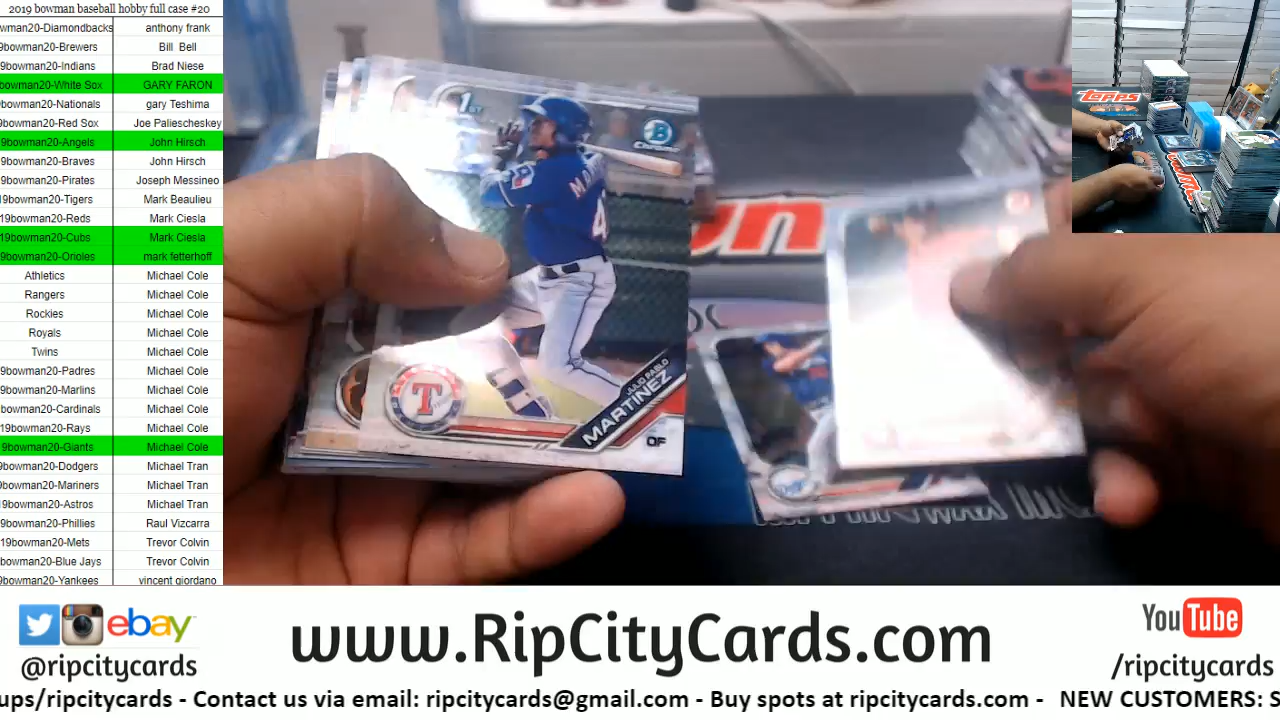 2019 bowman baseball hobby full case #20
wman20-Diamondbacks anthony frank
9bowman20-Brewers Bill Bell
9bowman20-Indians Brad Niese
bowman20-White Sox GARY FARON
9bowman20-Nationals gary Teshima
bowman20-Red Sox Joe Paliescheskey
9bowman20-Angels John Hirsch
9bowman20-Braves John Hirsch
9bowman20-Pirates Joseph Messineo
19bowman20-Tigers Mark Beaulieu
19bowman20-Reds Mark Ciesla
19bowman20-Cubs Mark Ciesla
9bowman20-Orioles mark fetterhoff
Athletics Michael Cole
Rangers Michael Cole
Rockies Michael Cole
Royals Michael Cole
Twins Michael Cole
9bowman20-Padres Michael Cole
9bowman20-Marlins Michael Cole
bowman20-Cardinals Michael Cole
19bowman20-Rays Michael Cole
9bowman20-Giants Michael Cole
9bowman20-Dodgers Michael Tran
9bowman20-Mariners Michael Tran
19bowman20-Astros Michael Tran
9bowman20-Phillies Raul Vizcarra
19bowman20-Mets Trevor Colvin
bowman20-Blue Jays Trevor Colvin
9bowman20-Yankees vincent giordano
1ST
B
CHROME
MA
4
T
JULIO PABLO
MARTINEZ
OF
Topps
ebay
@ripcitycards
www.RipCityCards.com
YouTube
/ripcitycards
ups/ripcitycards - Contact us via email: ripcitycards@gmail.com - Buy spots at ripcitycards.com - NEW CUSTOMERS: S